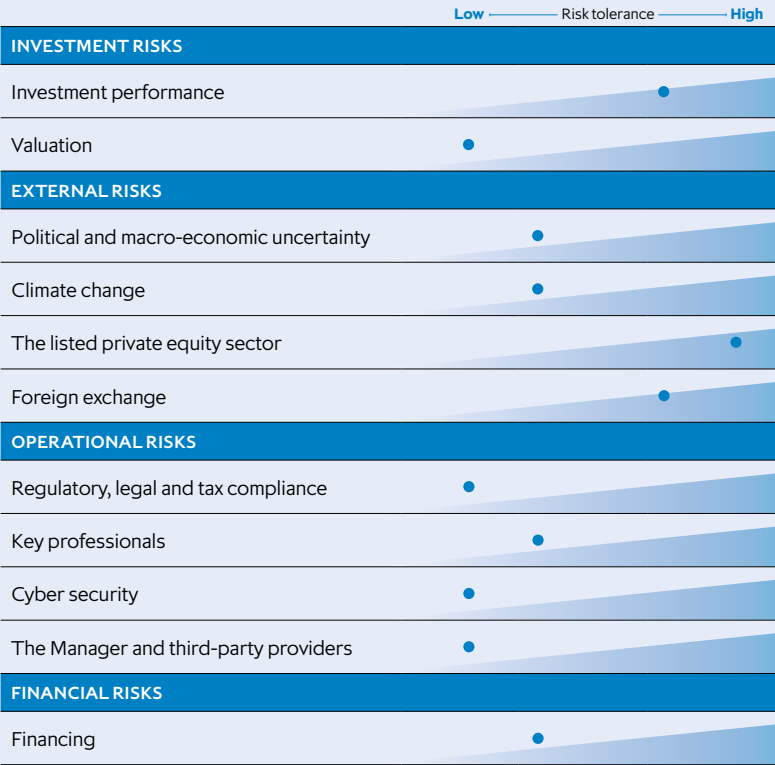 Low Risk tolerance High
INVESTMENT RISKS
Investment performance
Valuation
EXTERNAL RISKS
Political and macro-economic uncertainty
Climate change
The listed private equity sector
Foreign exchange
OPERATIONAL RISKS
Regulatory, legal and tax compliance
Key professionals
Cyber security
The Manager and third-party providers
FINANCIAL RISKS
Financing